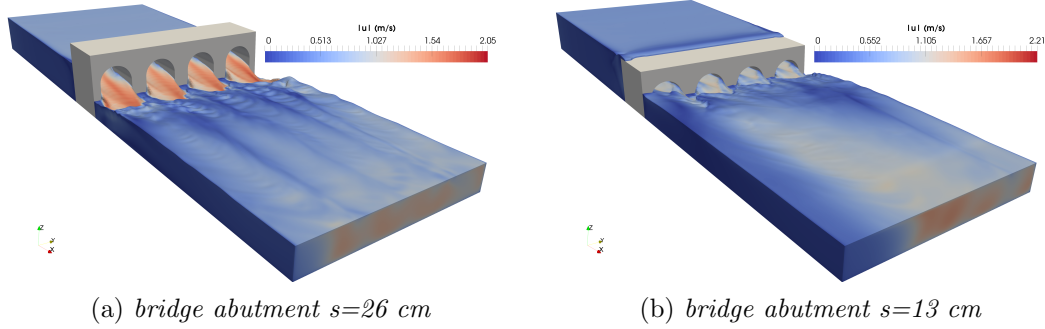 |u| (m/s)
0 0.513 1.027 1.54 2.05
|u| (m/s)
0 0.552 1.105 1.657 2.21
Z
Y
X
Z
Y
X
(a) bridge abutment s=26 cm
(b) bridge abutment s=13 cm